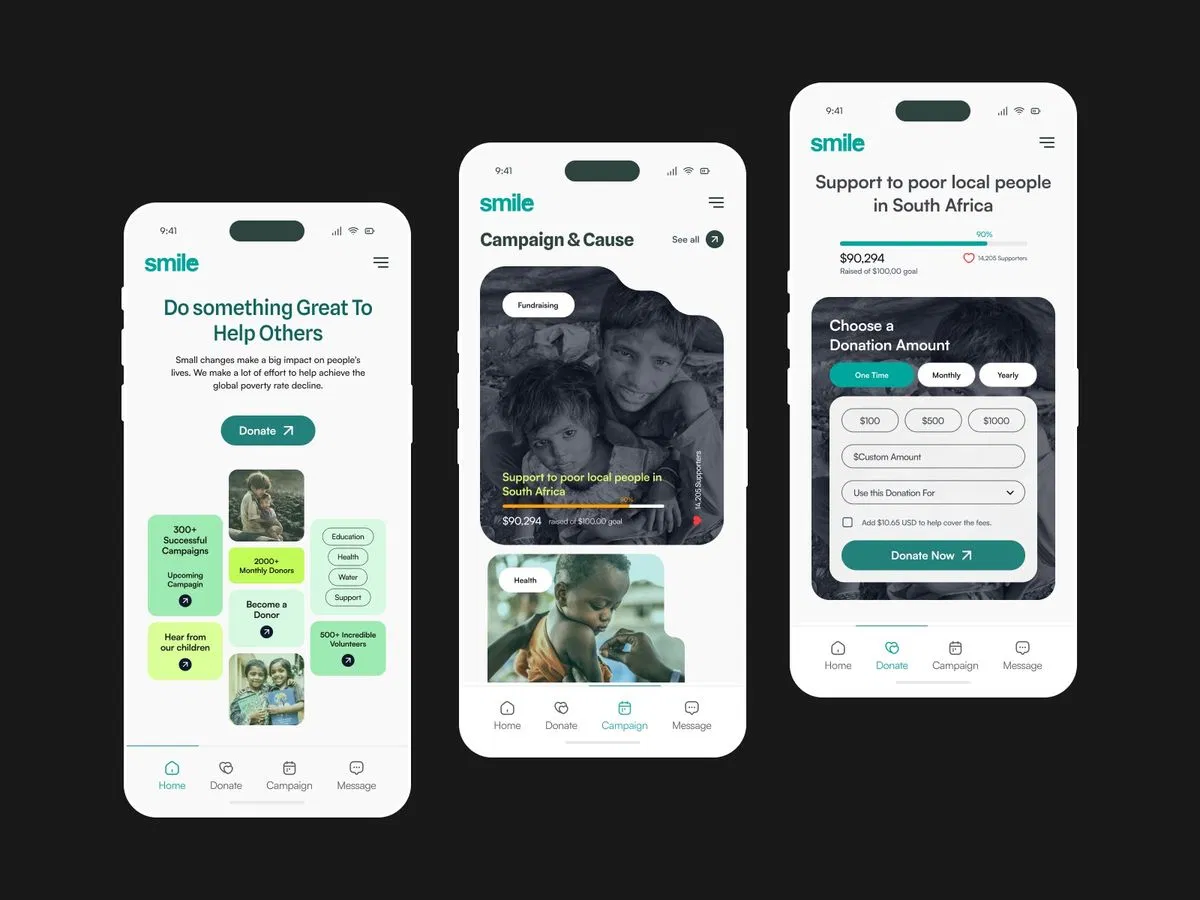 9:41
smile
Do something Great To
Help Others
Small changes make a big impact on people's
lives. We make a lot of effort to help achieve the
global poverty rate decline.
Donate
300+
Successful
Campaigns
Upcoming
Campagin
Hear from
our children
2000+
Monthly Donors
Become a
Donor
Education
Health
Water
Support
500+ Incredible
Volunteers
Home
Donate
Campaign
Message
9:41
smile
Campaign & Cause
See all
Fundraising
Support to poor local people in
South Africa
90%
$90,294
raised of $100.00 goal
14,205 Supporters
Health
Home
Donate
Campaign
Message
9:41
smile
Support to poor local people
in South Africa
90%
$90,294
Raised of $100,00 goal
14,205 Supporters
Choose a
Donation Amount
One Time
Monthly
Yearly
$100
$500
$1000
$Custom Amount
Use this Donation For
Add $10.65 USD to help cover the fees.
Donate Now
Home
Donate
Campaign
Message